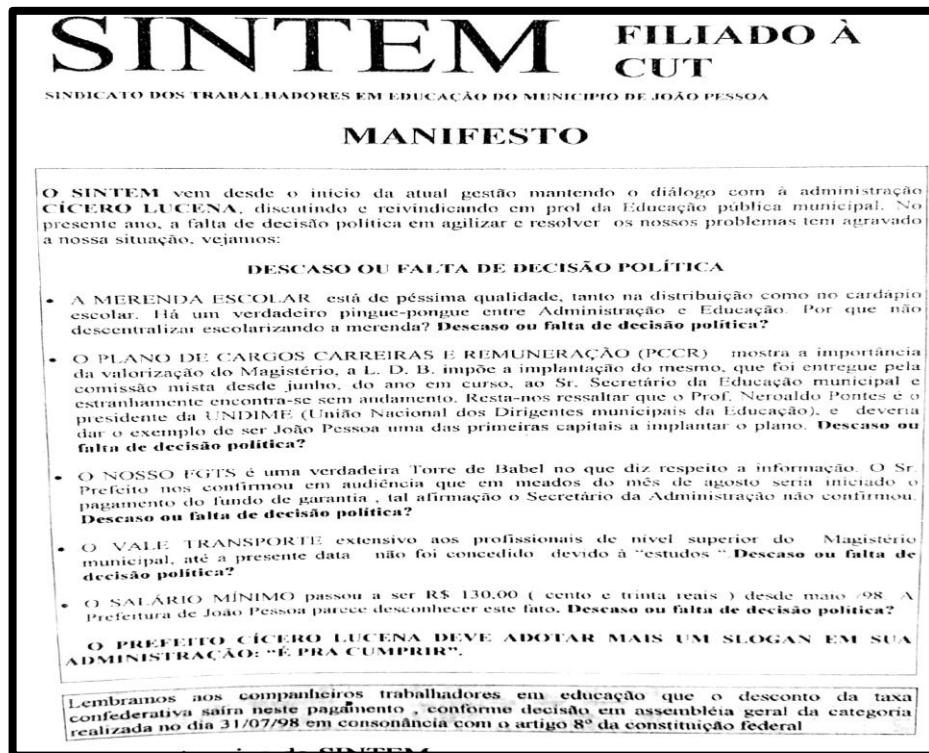 SINTEM FILIADO À
CUT
SINDICATO DOS TRABALHADORES EM EDUCAÇÃO DO MUNICIPIO DE JOÃO PESSOA
MANIFESTO
O SINTEM vem desde o inicio da atual gestão mantendo o diálogo com à administração
CÍCERO LUCENA, discutindo e reivindicando em prol da Educação pública municipal. No
presente ano, a falta de decisão política em agilizar e resolver os nossos problemas tem agravado
a nossa situação, vejamos:
DESCASO OU FALTA DE DECISÃO POLÍTICA
• A MERENDA ESCOLAR está de péssima qualidade, tanto na distribuição como no cardápio
escolar. Há um verdadeiro pingue-pongue entre Administração e Educação. Por que não
descentralizar escolarizando a merenda? Descaso ou falta de decisão política?
• O PLANO DE CARGOS CARREIRAS E REMUNERAÇÃO (PCCR) mostra a importância
da valorização do Magistério, a L. D. B. impõe a implantação do mesmo, que foi entregue pela
comissão mista desde junho, do ano em curso, ao Sr. Secretário da Educação municipal e
estranhamente encontra-se sem andamento. Resta-nos ressaltar que o Prof. Neroaldo Pontes é o
presidente da UNDIME (União Nacional dos Dirigentes municipais da Educação), e deveria
dar o exemplo de ser João Pessoa uma das primeiras capitais a implantar o plano. Descaso ou
falta de decisão política?
• O NOSSO FGTS é uma verdadeira Torre de Babel no que diz respeito a informação. O Sr.
Prefeito nos confirmou em audiência que em meados do mês de agosto seria iniciado o
pagamento do fundo de garantia , tal afirmação o Secretário da Administração não confirmou.
Descaso ou falta de decisão política?
• O VALE TRANSPORTE extensivo aos profissionais de nível superior do Magistério
municipal, até a presente data não foi concedido devido à “estudos “.Descaso ou falta de
decisão política?
• O SALÁRIO MÍNIMO passou a ser R$ 130,00 ( cento e trinta reais ) desde maio /98. A
Prefeitura de João Pessoa parece desconhecer este fato. Descaso ou falta de decisão política?
O PREFEITO CÍCERO LUCENA DEVE ADOTAR MAIS UM SLOGAN EM SUA
ADMINISTRAÇÃO: “É PRA CUMPRIR”.
Lembramos aos companheiros trabalhadores em educação que o desconto da taxa
confederativa saíra neste pagamento , conforme decisão em assembléia geral da categoria
realizada no dia 31/07/98 em consonância com o artigo 8º da constituição federal
SINTEM